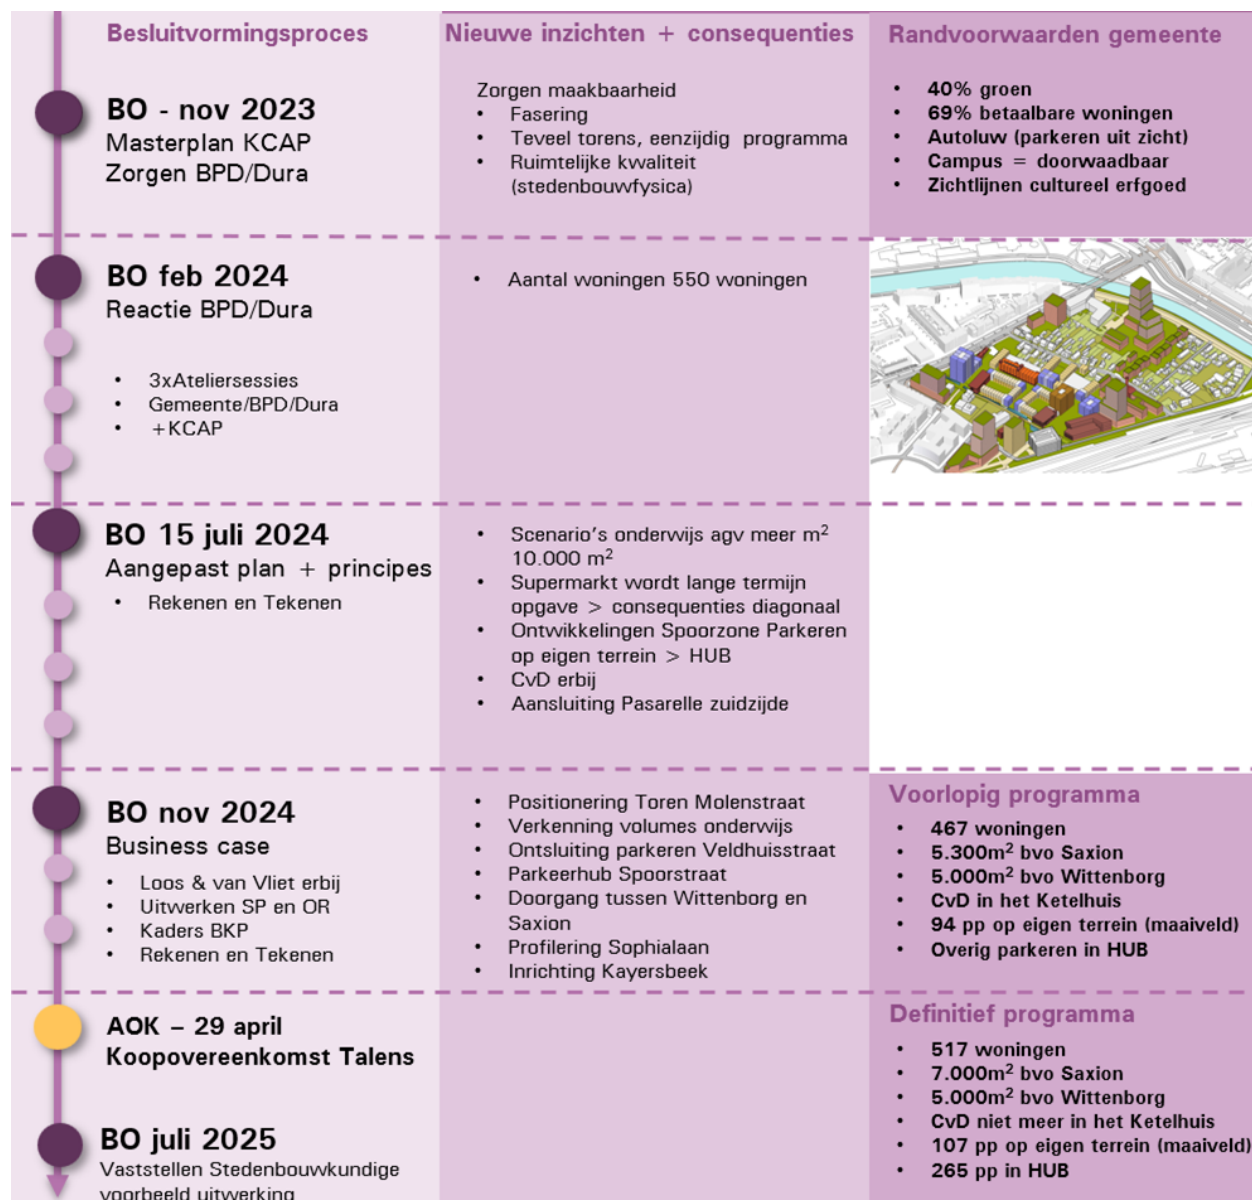 Besluitvormingsproces
Nieuwe inzichten + consequenties
Randvoorwaarden gemeente
BO - nov 2023
Masterplan KCAP
Zorgen BPD/Dura
Zorgen maakbaarheid
• Fasering
• Teveel torens, eenzijdig programma
• Ruimtelijke kwaliteit
(stedenbouwfysica)
• 40% groen
• 69% betaalbare woningen
• Autoluw (parkeren uit zicht)
• Campus = doorwaadbaar
• Zichtlijnen cultureel erfgoed
BO feb 2024
Reactie BPD/Dura
• 3xAteliersessies
• Gemeente/BPD/Dura
• +KCAP
• Aantal woningen 550 woningen
BO 15 juli 2024
Aangepast plan + principes
• Rekenen en Tekenen
• Scenario's onderwijs agv meer m²
10.000 m²
• Supermarkt wordt lange termijn
opgave > consequenties diagonaal
• Ontwikkelingen Spoorzone Parkeren
op eigen terrein > HUB
• CvD erbij
• Aansluiting Pasarelle zuidzijde
BO nov 2024
Business case
• Loos & van Vliet erbij
• Uitwerken SP en OR
• Kaders BKP
• Rekenen en Tekenen
• Positionering Toren Molenstraat
• Verkenning volumes onderwijs
• Ontsluiting parkeren Veldhuisstraat
• Parkeerhub Spoorstraat
• Doorgang tussen Wittenborg en
Saxion
• Profilering Sophialaan
• Inrichting Kayersbeek
Voorlopig programma
• 467 woningen
• 5.300m² bvo Saxion
• 5.000m² bvo Wittenborg
• CvD in het Ketelhuis
• 94 pp op eigen terrein (maaiveld)
• Overig parkeren in HUB
AOK – 29 april
Koopovereenkomst Talens
BO juli 2025
Vaststellen Stedenbouwkundige
voorbeeld uitwerking
Definitief programma
• 517 woningen
• 7.000m² bvo Saxion
• 5.000m² bvo Wittenborg
• CvD niet meer in het Ketelhuis
• 107 pp op eigen terrein (maaiveld)
• 265 pp in HUB